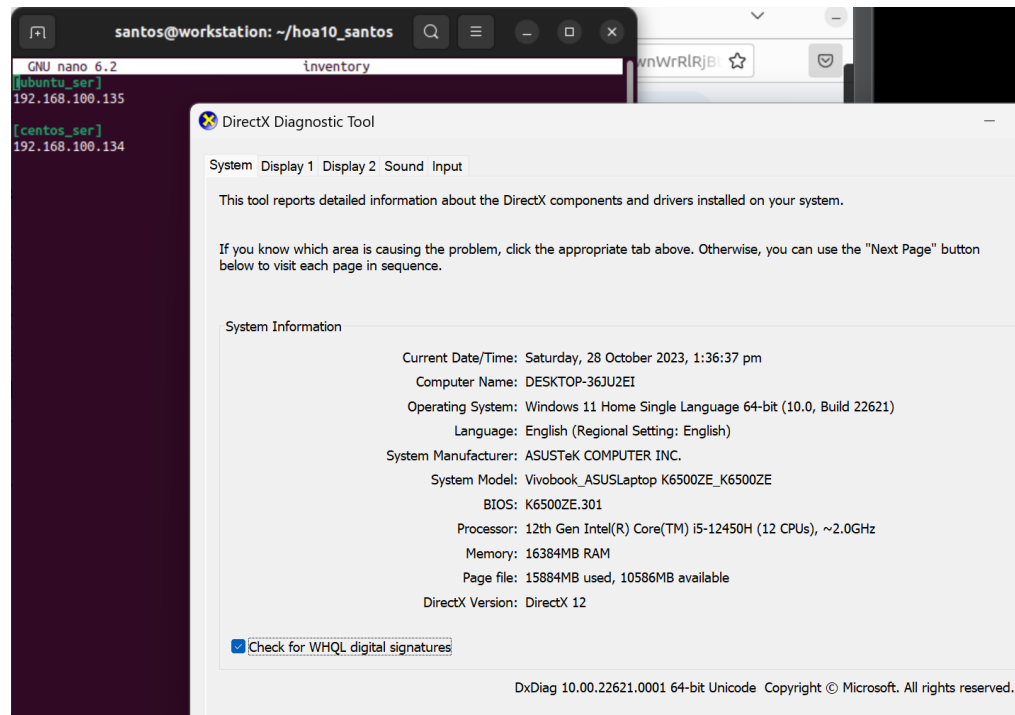 santos@workstation: ~/hoa10_santos
GNU nano 6.2 inventory
[ubuntu_ser]
192.168.100.135
[centos_ser]
192.168.100.134
DirectX Diagnostic Tool
System Display 1 Display 2 Sound Input
This tool reports detailed information about the DirectX components and drivers installed on your system.
If you know which area is causing the problem, click the appropriate tab above. Otherwise, you can use the "Next Page" button
below to visit each page in sequence.
System Information
Current Date/Time: Saturday, 28 October 2023, 1:36:37 pm
Computer Name: DESKTOP-36JU2EI
Operating System: Windows 11 Home Single Language 64-bit (10.0, Build 22621)
Language: English (Regional Setting: English)
System Manufacturer: ASUSTeK COMPUTER INC.
System Model: Vivobook_ASUSLaptop K6500ZE_K6500ZE
BIOS: K6500ZE.301
Processor: 12th Gen Intel(R) Core(TM) i5-12450H (12 CPUs), ~2.0GHz
Memory: 16384MB RAM
Page file: 15884MB used, 10586MB available
DirectX Version: DirectX 12
Check for WHQL digital signatures
DxDiag 10.00.22621.0001 64-bit Unicode Copyright © Microsoft. All rights reserved.